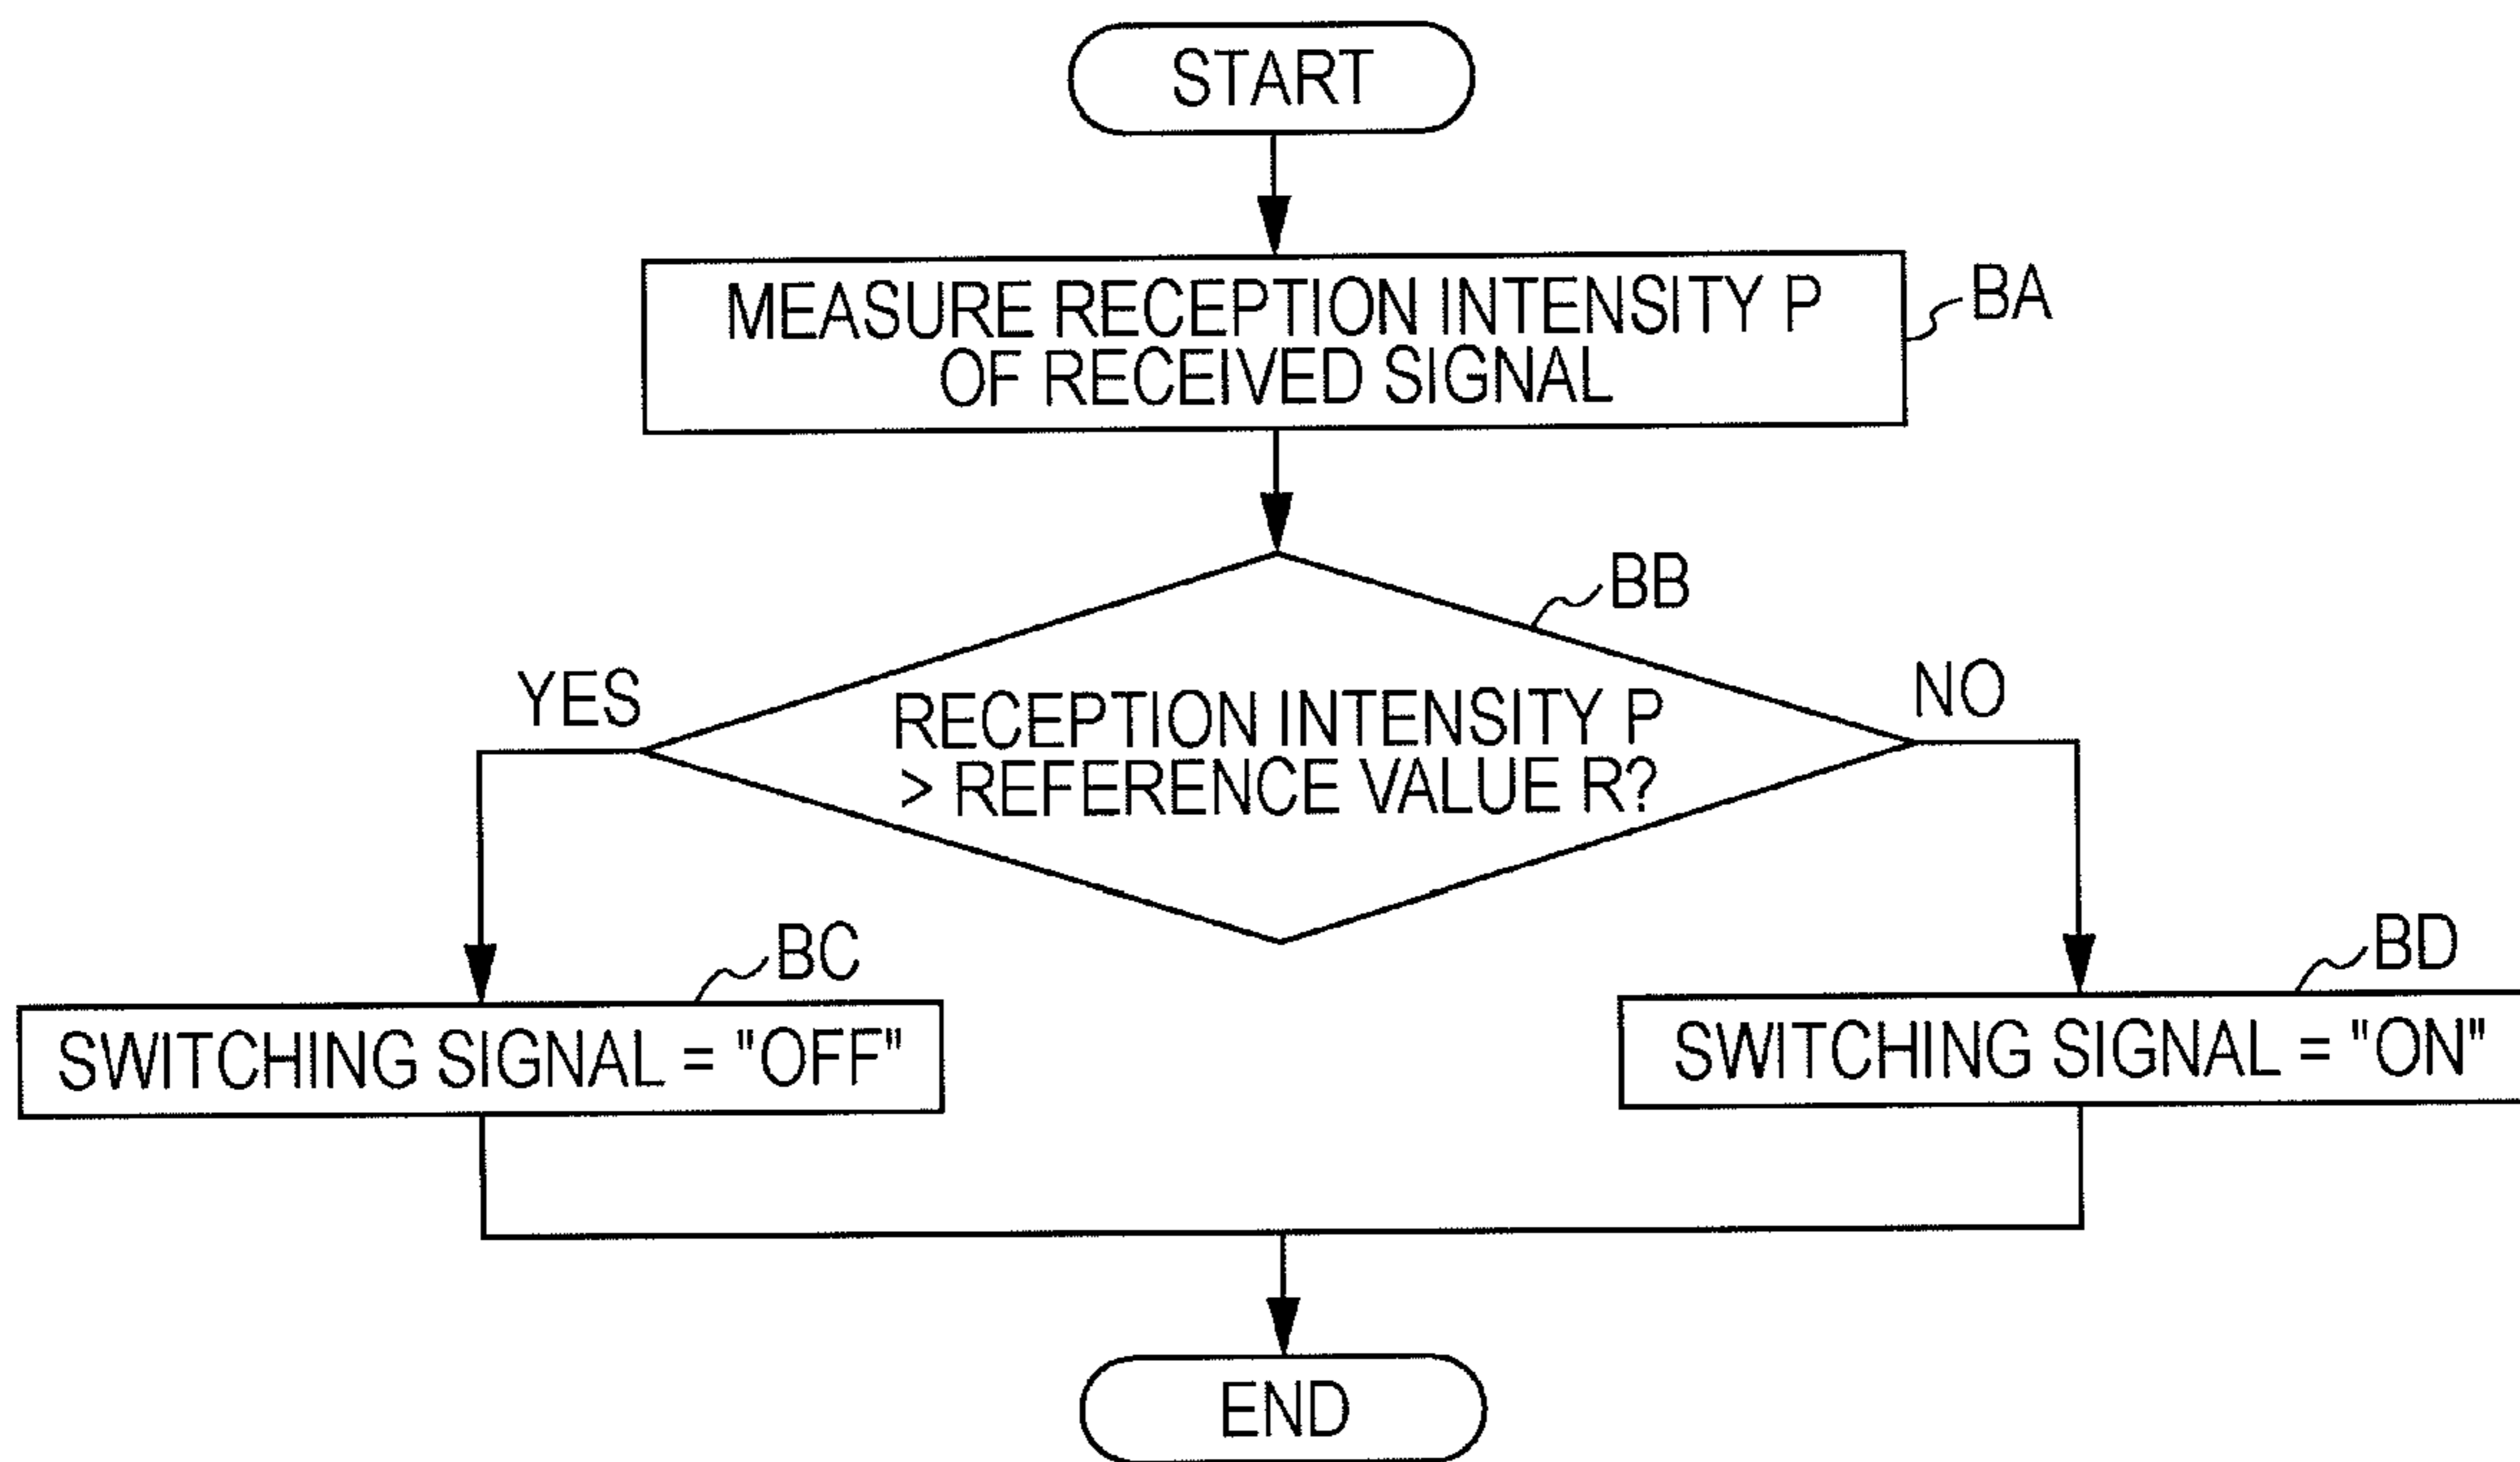 START
MEASURE RECEPTION INTENSITY P
OF RECEIVED SIGNAL
BA
BB
YES
NO
RECEPTION INTENSITY P
> REFERENCE VALUE R?
BC
BD
SWITCHING SIGNAL = "OFF"
SWITCHING SIGNAL = "ON"
END